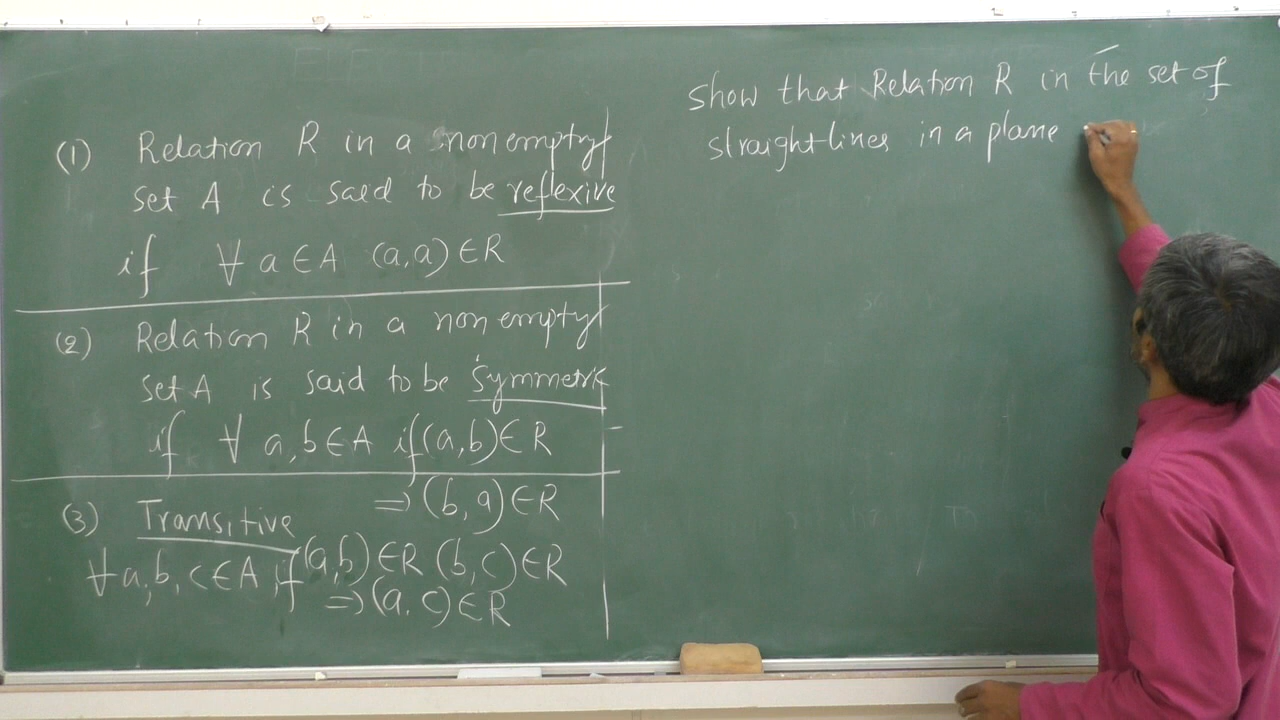 (1) Relation R in a nonempty
set A is said to be reflexive
if ∀ a ∈ A (a,a) ∈ R
(2) Relation R in a non empty
set A is said to be symmetric
if ∀ a,b ∈ A if (a,b) ∈ R
⇒ (b,a) ∈ R
(3) Transitive
∀ a,b,c ∈ A if (a,b) ∈ R (b,c) ∈ R
⇒ (a,c) ∈ R
Show that Relation R in the set of
straight lines in a plane